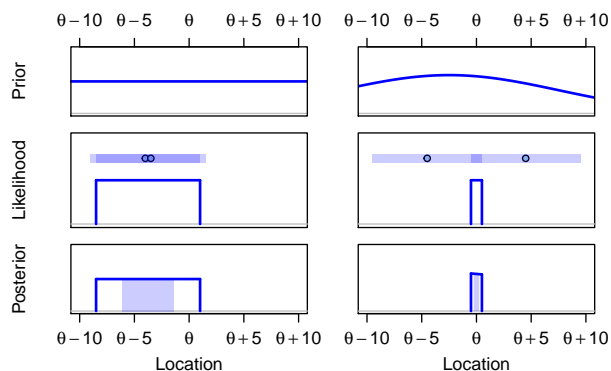 θ − 10 θ − 5 θ θ + 5 θ + 10 θ − 10 θ − 5 θ θ + 5 θ + 10
Prior
Likelihood
Posterior
θ − 10 θ − 5 θ θ + 5 θ + 10 θ − 10 θ − 5 θ θ + 5 θ + 10
Location Location